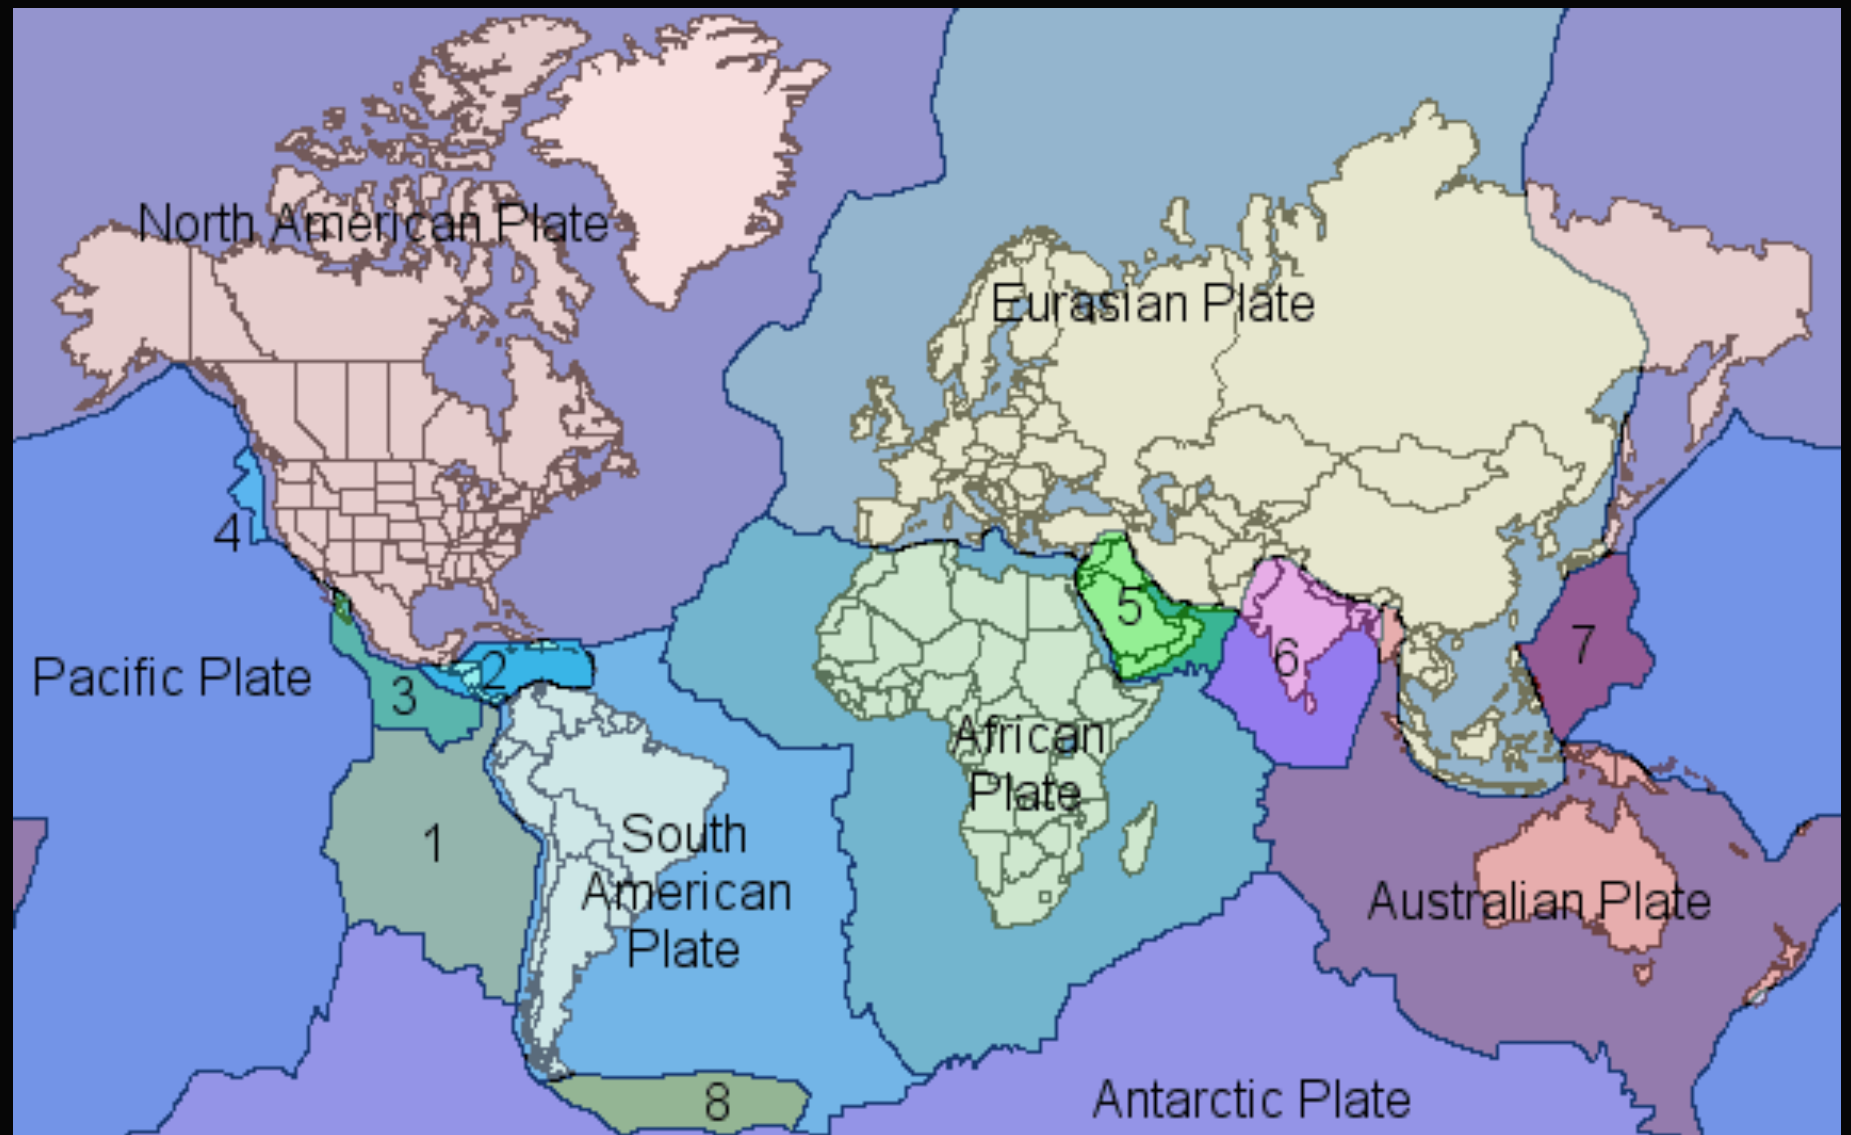 North American Plate
Eurasian Plate
4
5
6
7
2
3
Pacific Plate
African
Plate
1
South
American
Plate
Australian Plate
8
Antarctic Plate